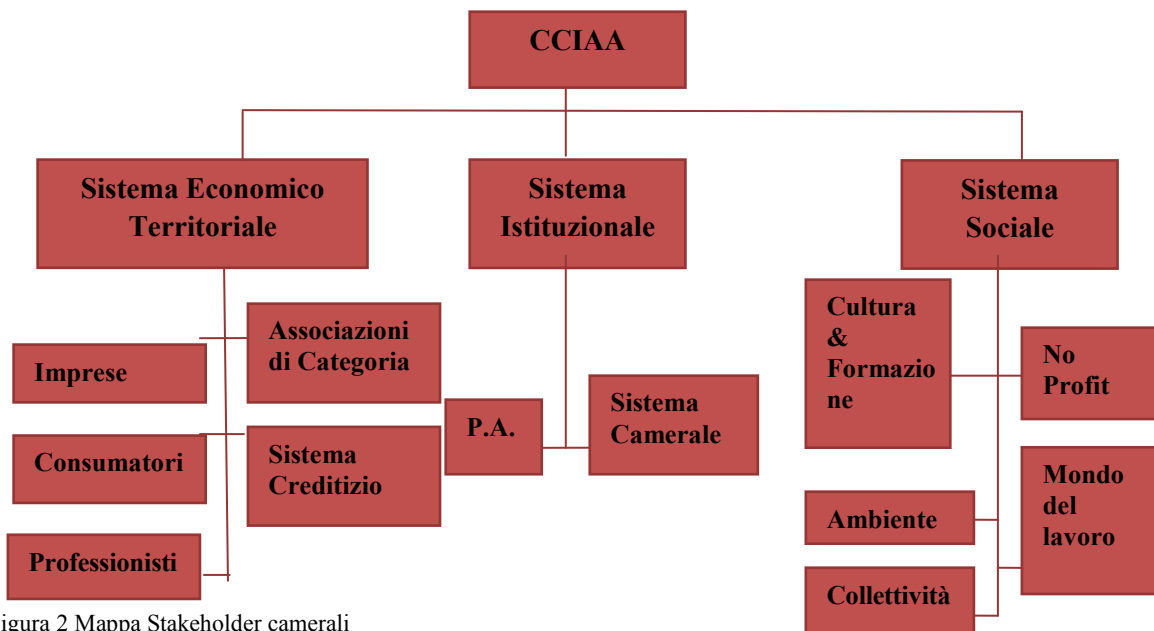 CCIAA
Sistema Economico
Territoriale
Sistema
Istituzionale
Sistema
Sociale
Imprese
Associazioni
di Categoria
Consumatori
Sistema
Creditizio
Professionisti
P.A.
Sistema
Camerale
Cultura
&
Formazio
ne
No
Profit
Ambiente
Mondo
del
lavoro
Collettività
igura 2 Mappa Stakeholder camerali